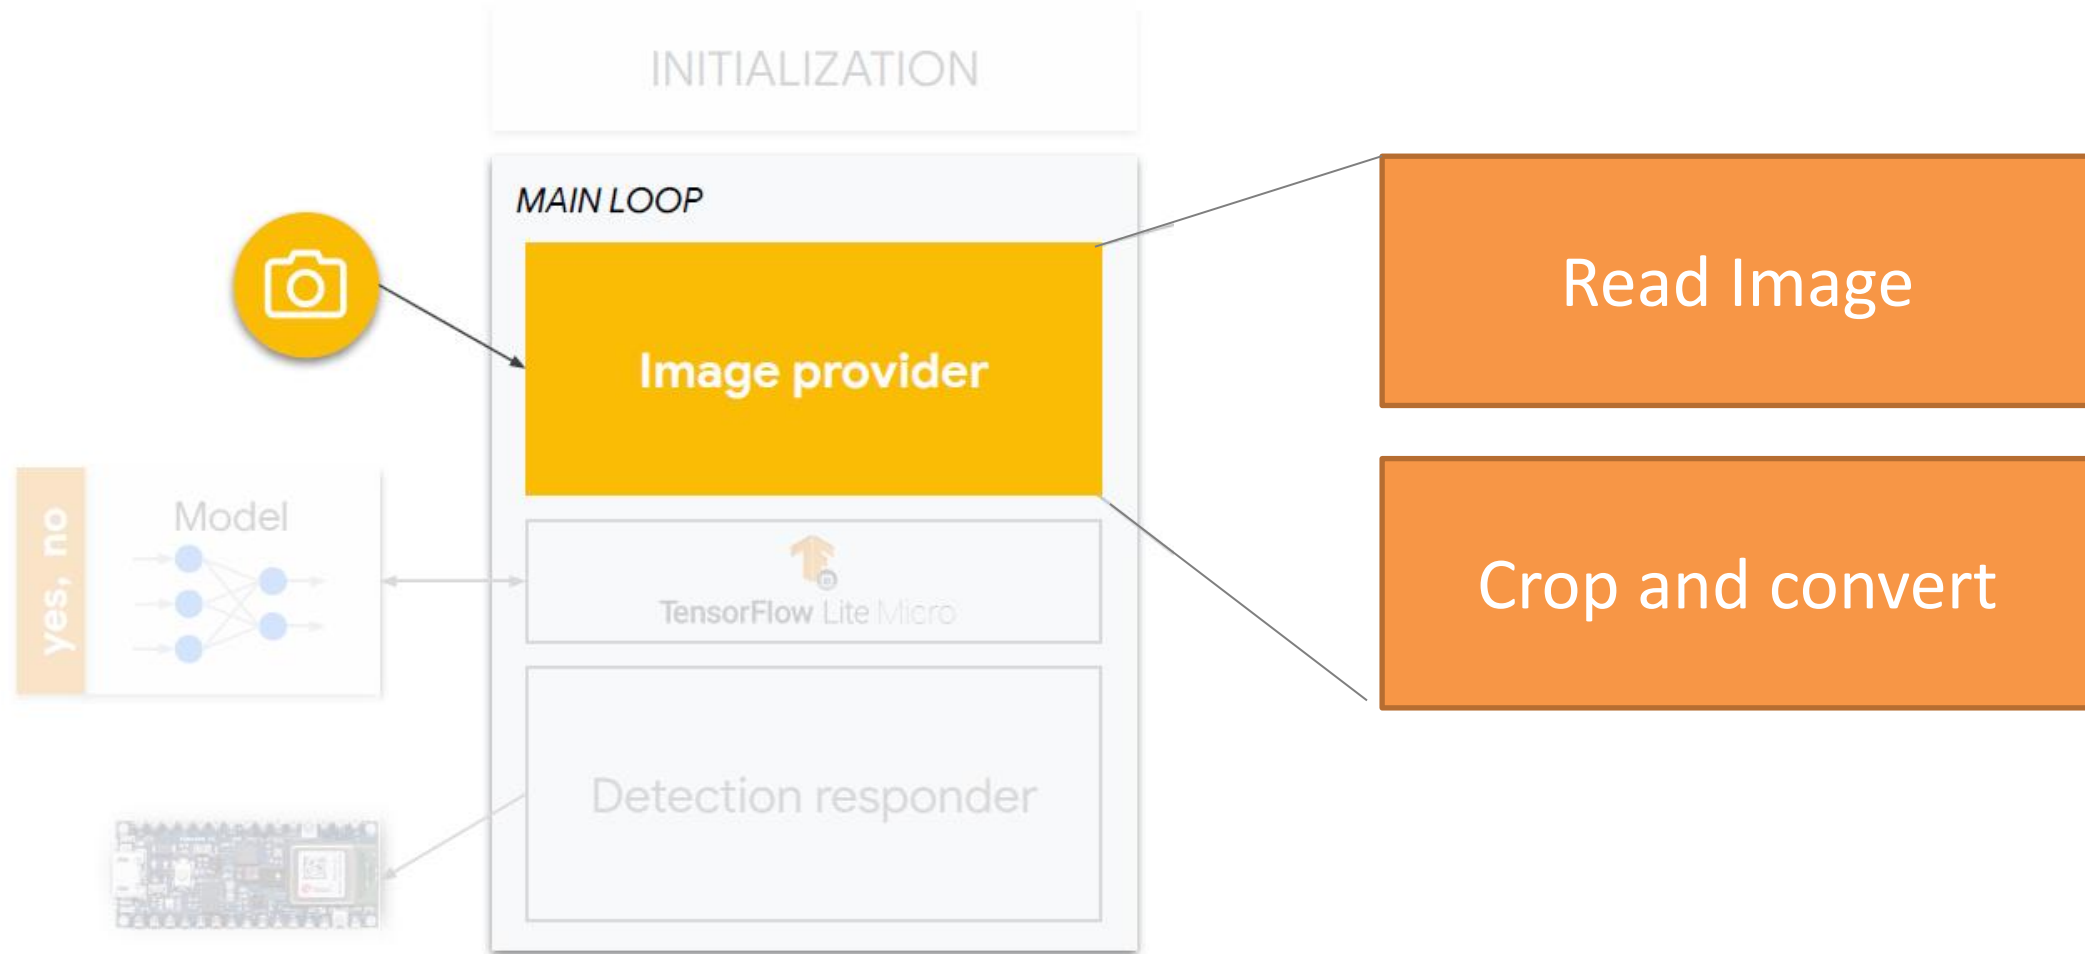 INITIALIZATION
MAIN LOOP
Image provider
Read Image
Crop and convert
yes, no
Model
TensorFlow Lite Micro
Detection responder